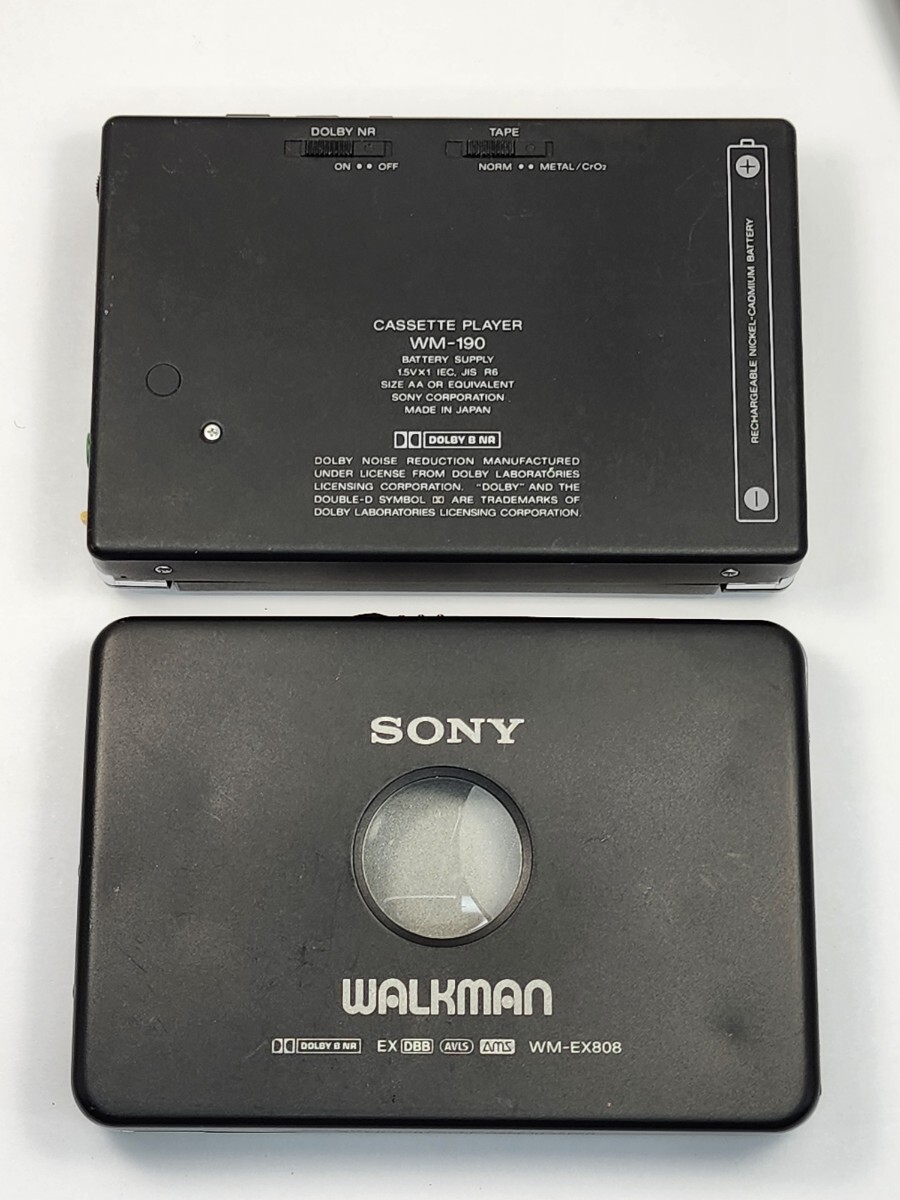 DOLBY NR
ON •• OFF
TAPE
NORM •• METAL/CrO₂
+
RECHARGEABLE NICKEL-CADMIUM BATTERY
−
CASSETTE PLAYER
WM-190
BATTERY SUPPLY
1.5V×1 IEC, JIS R6
SIZE AA OR EQUIVALENT
SONY CORPORATION
MADE IN JAPAN
DOLBY B NR
DOLBY NOISE REDUCTION MANUFACTURED
UNDER LICENSE FROM DOLBY LABORATORIES
LICENSING CORPORATION. "DOLBY" AND THE
DOUBLE-D SYMBOL ARE TRADEMARKS OF
DOLBY LABORATORIES LICENSING CORPORATION.
SONY
WALKMAN
DOLBY B NR EX DBB AVLS AMS WM-EX808